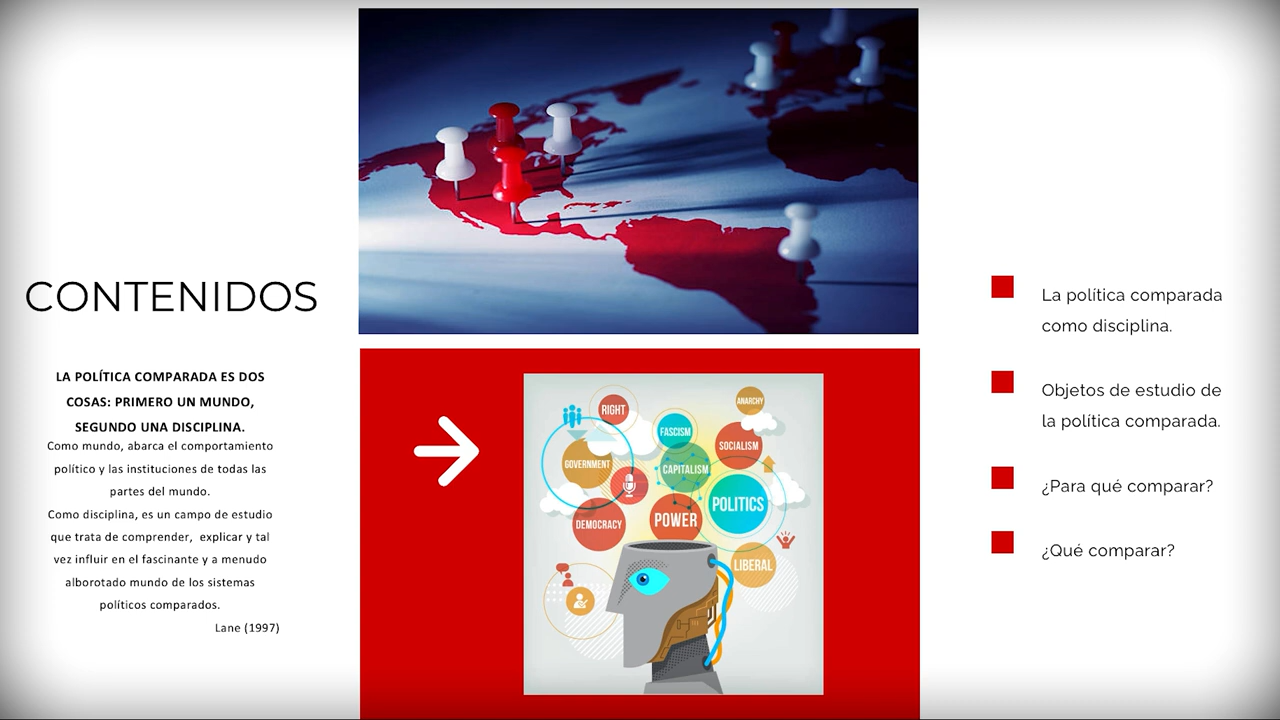 CONTENIDOS
LA POLÍTICA COMPARADA ES DOS
COSAS: PRIMERO UN MUNDO,
SEGUNDO UNA DISCIPLINA.
Como mundo, abarca el comportamiento
político y las instituciones de todas las
partes del mundo.
Como disciplina, es un campo de estudio
que trata de comprender, explicar y tal
vez influir en el fascinante y a menudo
alborotado mundo de los sistemas
políticos comparados.
Lane (1997)
RIGHT
ANARCHY
FASCISM
SOCIALISM
GOVERNMENT
CAPITALISM
POLITICS
DEMOCRACY
POWER
LIBERAL
La política comparada
como disciplina.
Objetos de estudio de
la política comparada.
¿Para qué comparar?
¿Qué comparar?